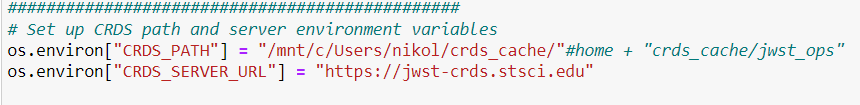 ################################################
# Set up CRDS path and server environment variables
os.environ["CRDS_PATH"] = "/mnt/c/Users/nikol/crds_cache/"#home + "crds_cache/jwst_ops"
os.environ["CRDS_SERVER_URL"] = "https://jwst-crds.stsci.edu"